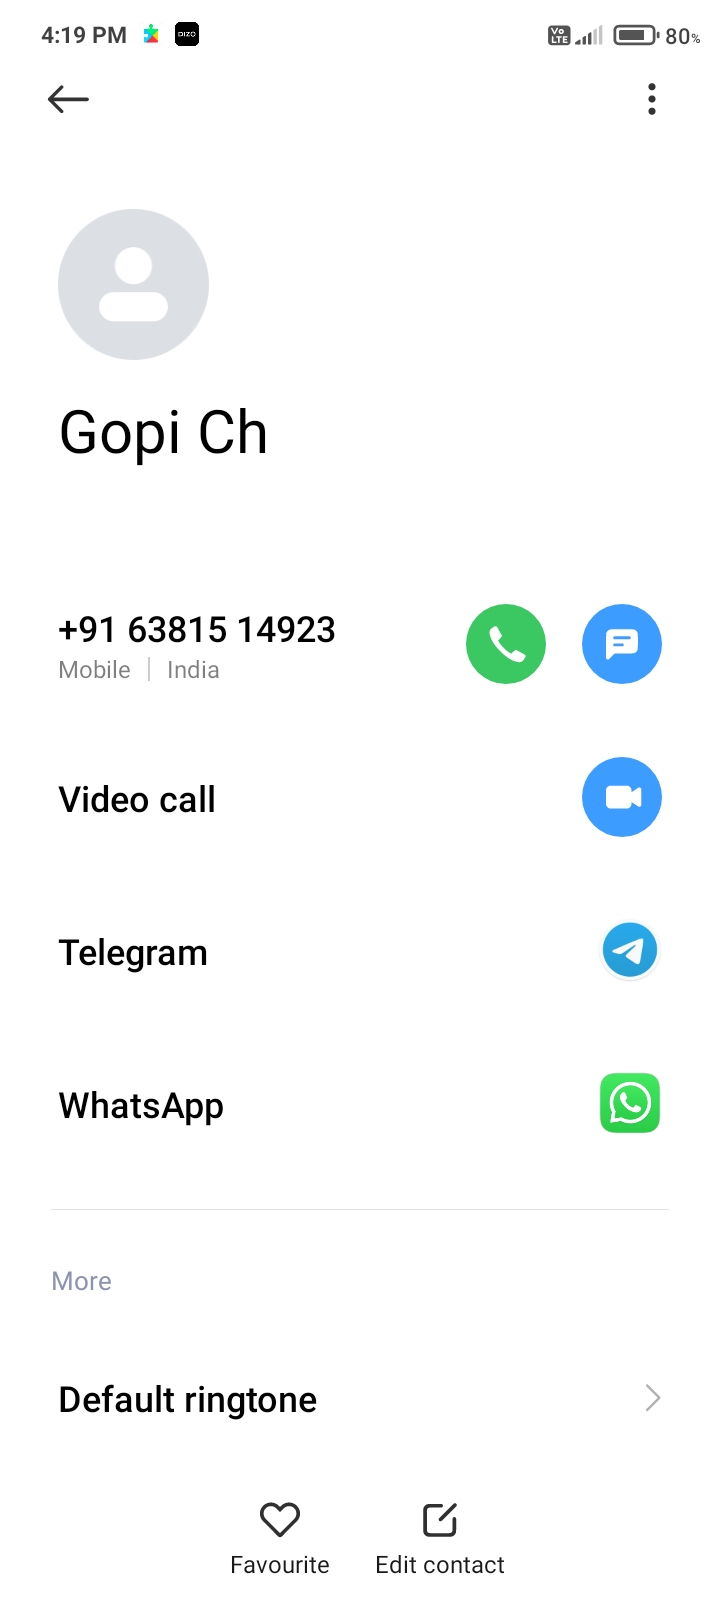 4:19 PM DIZO Vo LTE 80%
Gopi Ch
+91 63815 14923
Mobile | India
Video call
Telegram
WhatsApp
More
Default ringtone
Favourite Edit contact